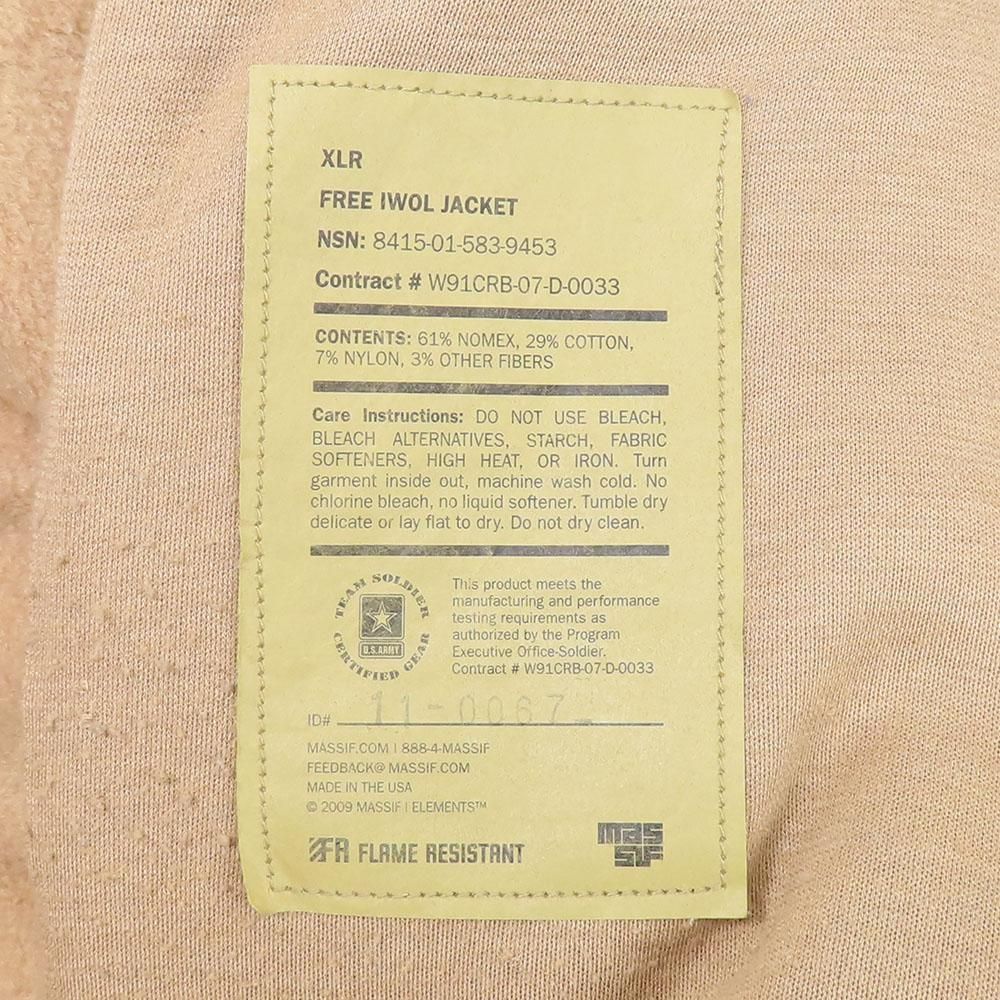 XLR
FREE IWOL JACKET
NSN: 8415-01-583-9453
Contract # W91CRB-07-D-0033
CONTENTS: 61% NOMEX, 29% COTTON,
7% NYLON, 3% OTHER FIBERS
Care Instructions: DO NOT USE BLEACH,
BLEACH ALTERNATIVES, STARCH, FABRIC
SOFTENERS, HIGH HEAT, OR IRON. Turn
garment inside out, machine wash cold. No
chlorine bleach, no liquid softener. Tumble dry
delicate or lay flat to dry. Do not dry clean.
TEAM SOLDIER
U.S.ARMY
CERTIFIED GEAR
This product meets the
manufacturing and performance
testing requirements as
authorized by the Program
Executive Office-Soldier.
Contract # W91CRB-07-D-0033
ID# 11-0067
MASSIF.COM | 888-4-MASSIF
FEEDBACK@ MASSIF.COM
MADE IN THE USA
© 2009 MASSIF | ELEMENTS™
FR FLAME RESISTANT
MAS
SIF